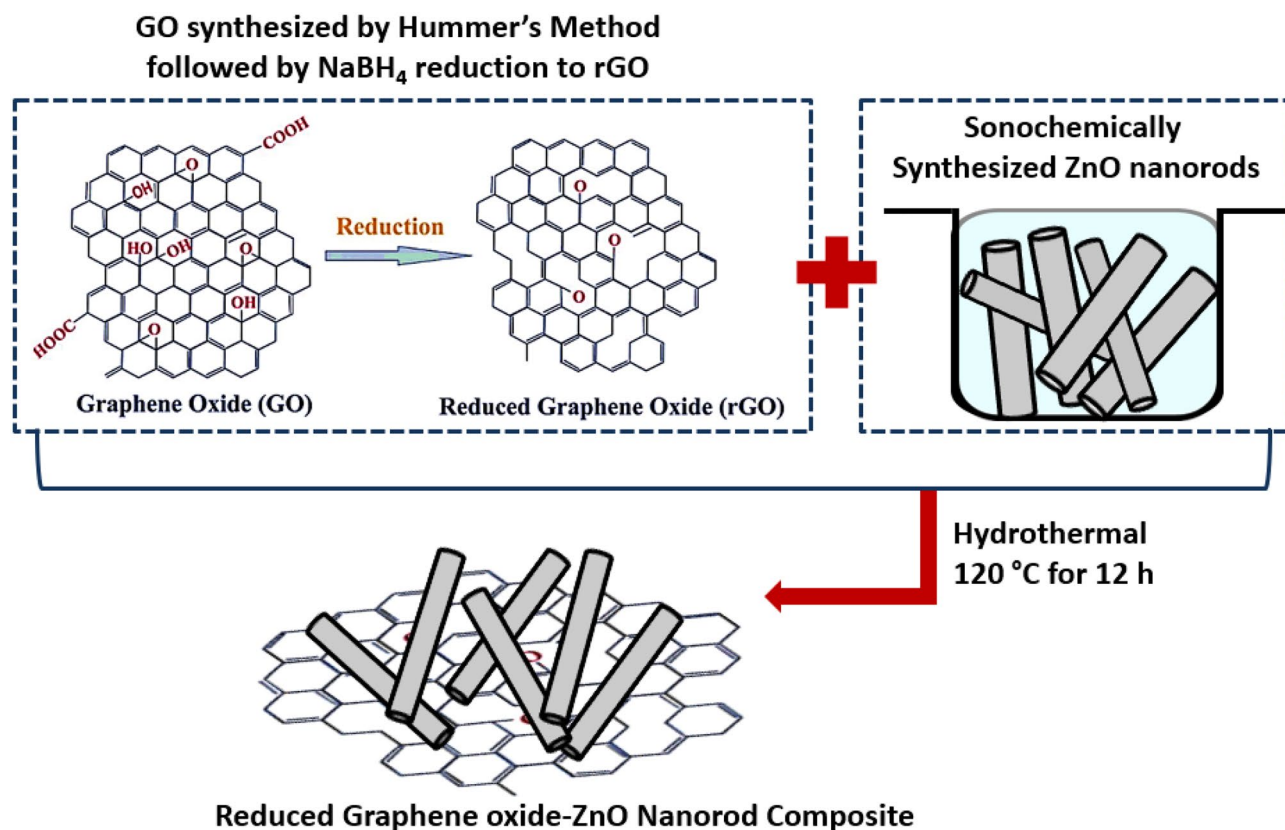 GO synthesized by Hummer's Method
followed by NaBH₄ reduction to rGO
COOH
O
OH
HO
OH
O
OH
HOOC
O
Graphene Oxide (GO)
Reduction
O
O
O
Reduced Graphene Oxide (rGO)
Sonochemically
Synthesized ZnO nanorods
Hydrothermal
120 °C for 12 h
Reduced Graphene oxide-ZnO Nanorod Composite